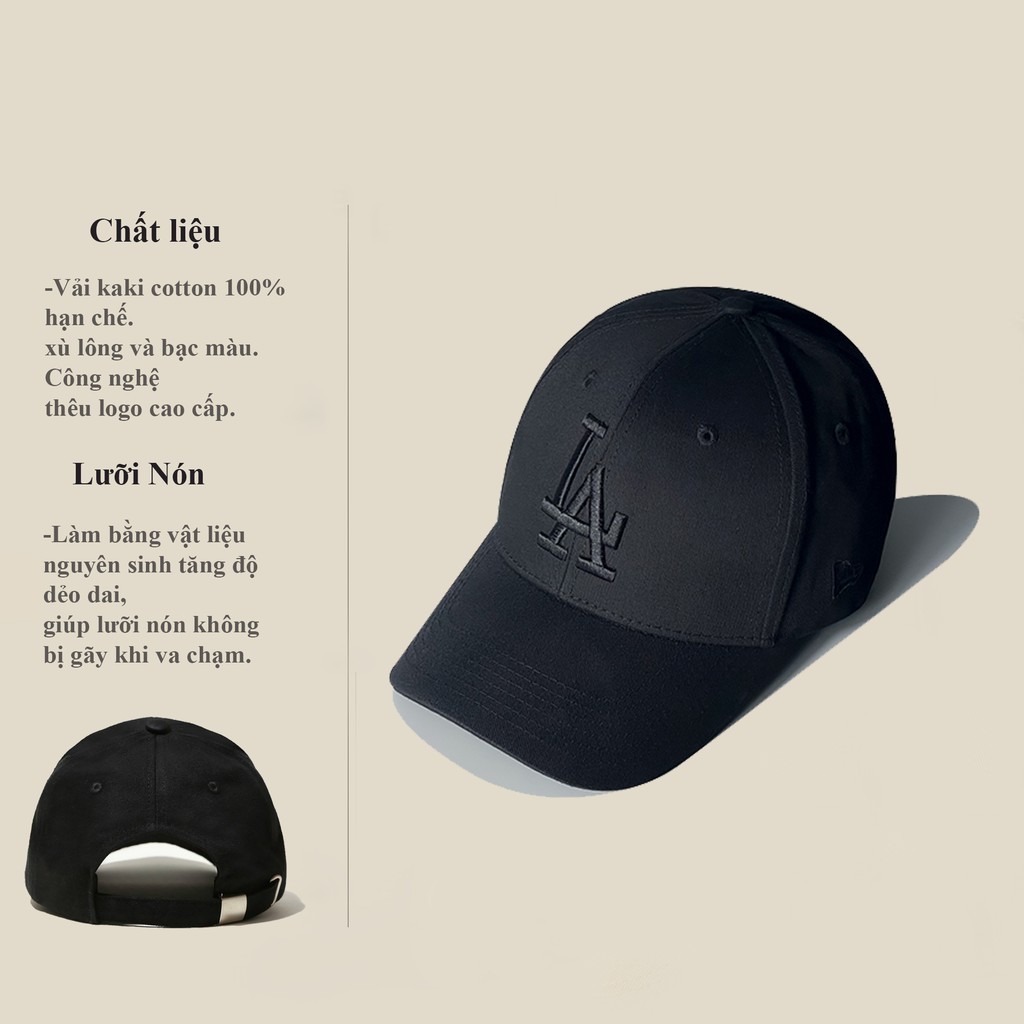 Chất liệu
-Vải kaki cotton 100%
hạn chế.
xù lông và bạc màu.
Công nghệ
thêu logo cao cấp.
Lưỡi Nón
-Làm bằng vật liệu
nguyên sinh tăng độ
dẻo dai,
giúp lưỡi nón không
bị gãy khi va chạm.
LA